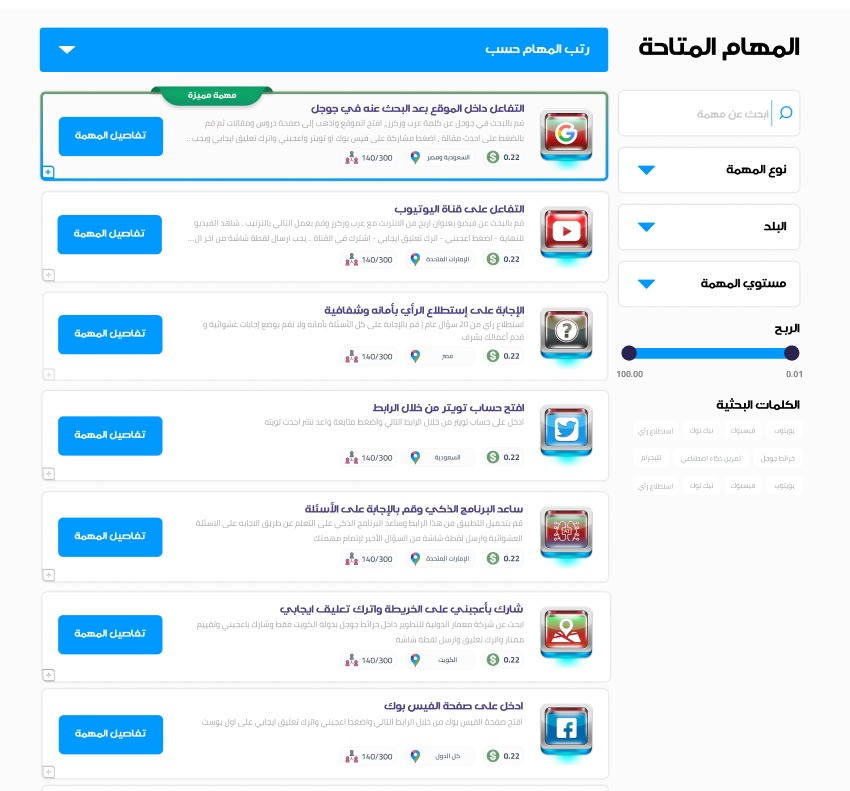 المهام المتاحة
ابحث عن مهمة
نوع المهمة
البلد
مستوي المهمة
الربح
0.01
100.00
الكلمات البحثية
يوتيوب
فيسبوك
تيك توك
استطلاع رأي
خرائط جوجل
تمرين ذكاء اصطناعي
تليجرام
يوتيوب
فيسبوك
تيك توك
استطلاع رأي
رتب المهام حسب
مهمة مميزة
التفاعل داخل الموقع بعد البحث عنه في جوجل
قم بالبحث في جوجل عن كلمة عرب وركرز, افتح الموقع واذهب إلى صفحة دروس ومقالات ثم قم
بالضغط على احدث مقالة , اضغط مشاركة على فيس بوك او تويتر واعجبني واترك تعليق ايجابي ويجب ..
0.22
السعودية ومصر
140/300
تفاصيل المهمة
التفاعل على قناة اليوتيوب
قم بالبحث عن فيديو بعنوان اربح من الانترنت مع عرب وركرز وقم بعمل التالي بالترتيب . شاهد الفيديو
للنهاية - اضغط اعجبني - اترك تعليق ايجابي - اشترك في القناة .. يجب ارسال لقطة شاشة من اخر ال...
0.22
الإمارات المتحدة
140/300
تفاصيل المهمة
الإجابة على إستطلاع الرأي بأمانه وشفافية
استطلاع راي من 20 سؤال عام | قم بالإجابة على كل الأسئلة بأمانه ولا تقم بوضع إجابات عشوائية و
قدم أعمالك بشرف
0.22
مصر
140/300
تفاصيل المهمة
افتح حساب تويتر من خلال الرابط
ادخل على حساب تويتر من خلال الرابط التالي واضغط متابعة واعد نشر احدث تويته
0.22
السعودية
140/300
تفاصيل المهمة
ساعد البرنامج الذكي وقم بالإجابة على الأسئلة
قم بتحميل التطبيق من هذا الرابط وساعد البرنامج الذكي على التعلم عن طريق الاجابه على الاسئلة
العشوائية وارسل لقطة شاشة من السؤال الأخير لإتمام مهمتك
AI
0.22
الإمارات المتحدة
140/300
تفاصيل المهمة
شارك بأعجبني على الخريطة واترك تعليق ايجابي
ابحث عن شركة معمار الدولية للتطوير داخل خرائط جوجل بدولة الكويت فقط وشارك باعجبني وتقييم
ممتاز واترك تعليق وارسل لقطه شاشه
0.22
الكويت
140/300
تفاصيل المهمة
ادخل على صفحة الفيس بوك
افتح صفحة الفيس بوك من خلال الرابط التالي واضغط اعجبني واترك تعليق ايجابي على اول بوست
0.22
كل الدول
140/300
تفاصيل المهمة